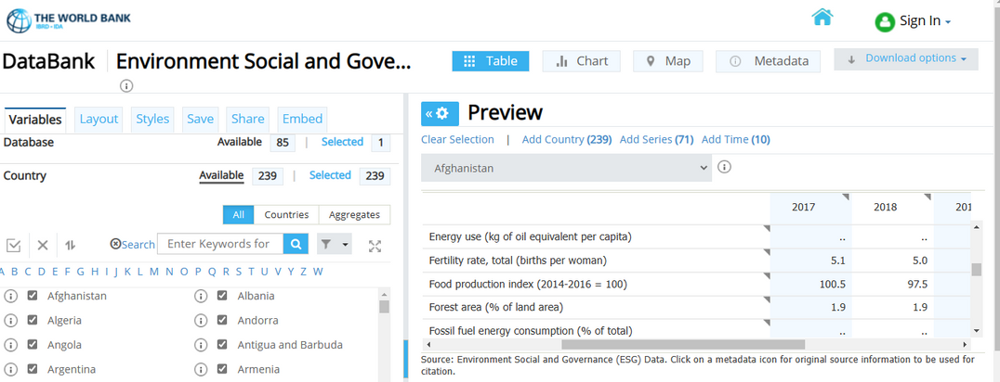 THE WORLD BANK
IBRD • IDA
Sign In
DataBank
Environment Social and Gove...
Table
Chart
Map
Metadata
Download options
Variables
Layout
Styles
Save
Share
Embed
Database Available 85 | Selected 1
Country Available 239 | Selected 239
All Countries Aggregates
Search Enter Keywords for
A B C D E F G H I J K L M N O P Q R S T U V Y Z W
Afghanistan Albania
Algeria Andorra
Angola Antigua and Barbuda
Argentina Armenia
Preview
Clear Selection | Add Country (239) Add Series (71) Add Time (10)
Afghanistan
2017 2018 201
Energy use (kg of oil equivalent per capita) .. ..
Fertility rate, total (births per woman) 5.1 5.0
Food production index (2014-2016 = 100) 100.5 97.5
Forest area (% of land area) 1.9 1.9
Fossil fuel energy consumption (% of total) .. ..
Source: Environment Social and Governance (ESG) Data. Click on a metadata icon for original source information to be used for
citation.